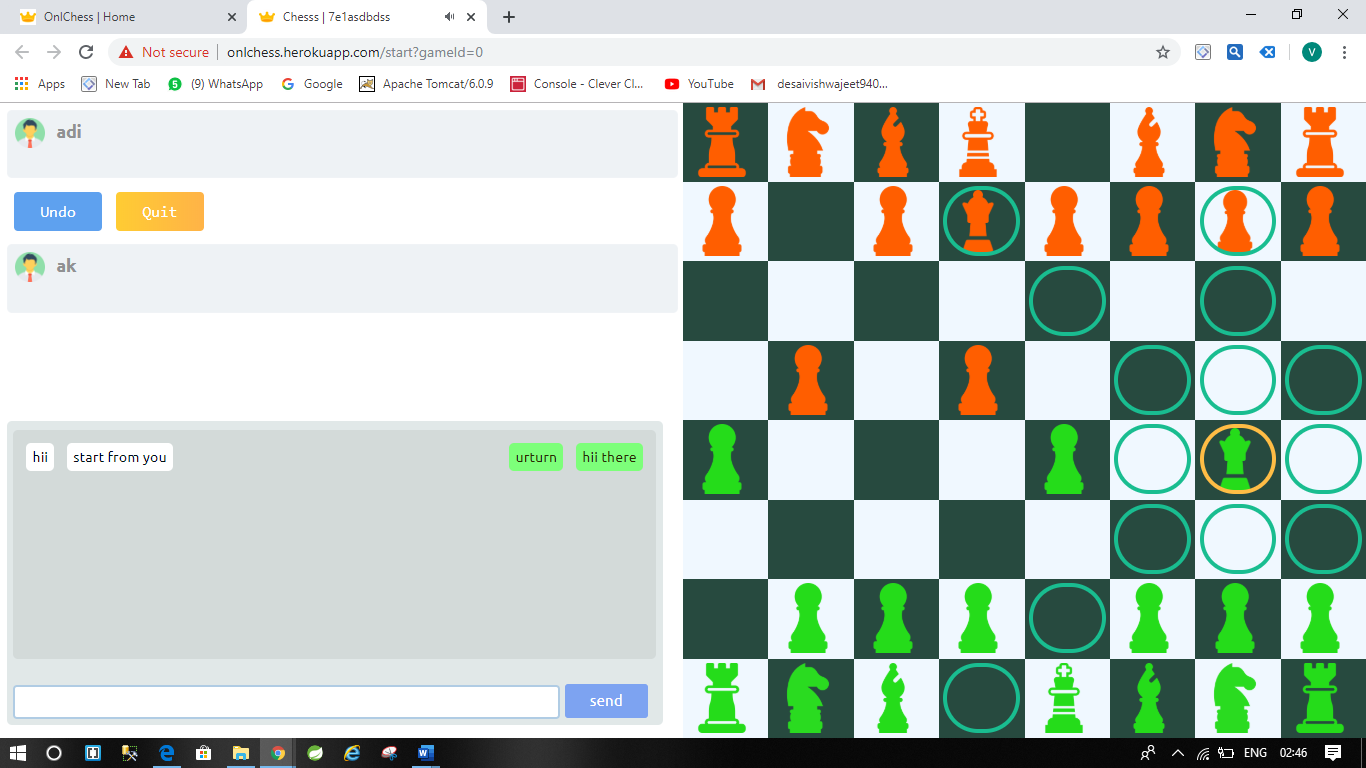 OnlChess | Home
Chesss | 7e1asdbdss
Not secure | onlchess.herokuapp.com/start?gameId=0
V
Apps
New Tab
(9) WhatsApp
Google
Apache Tomcat/6.0.9
Console - Clever Cl...
YouTube
desaivishwajeet940...
adi
Undo
Quit
ak
hii
start from you
urturn
hii there
send
ENG
02:46